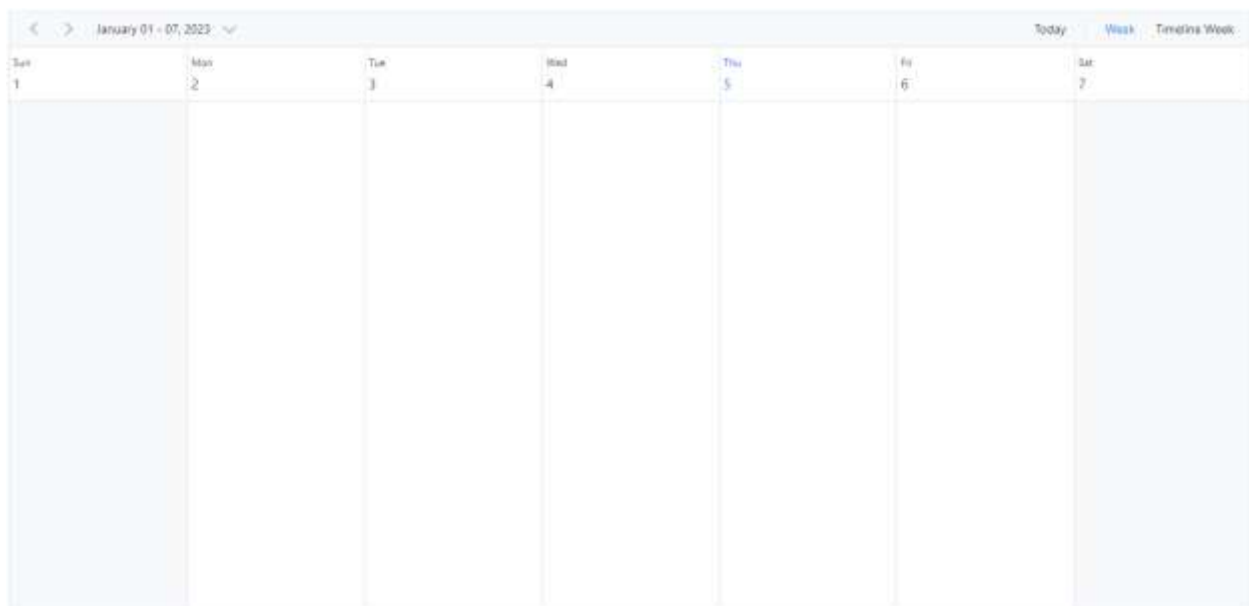 January 01 - 07, 2023 Today Week Timeline Week
Sun Mon Tue Wed Thu Fri Sat
1 2 3 4 5 6 7